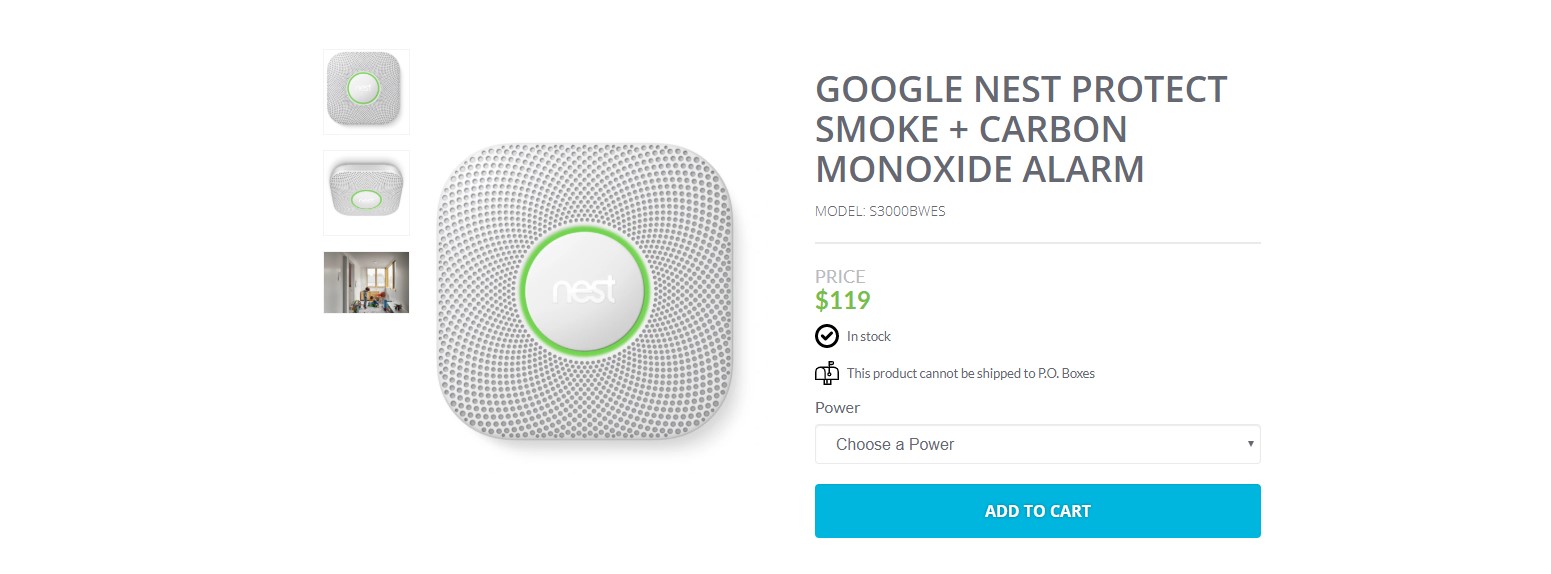 GOOGLE NEST PROTECT
SMOKE + CARBON
MONOXIDE ALARM
MODEL: S3000BWES
nest
PRICE
$119
In stock
This product cannot be shipped to P.O. Boxes
Power
Choose a Power
ADD TO CART